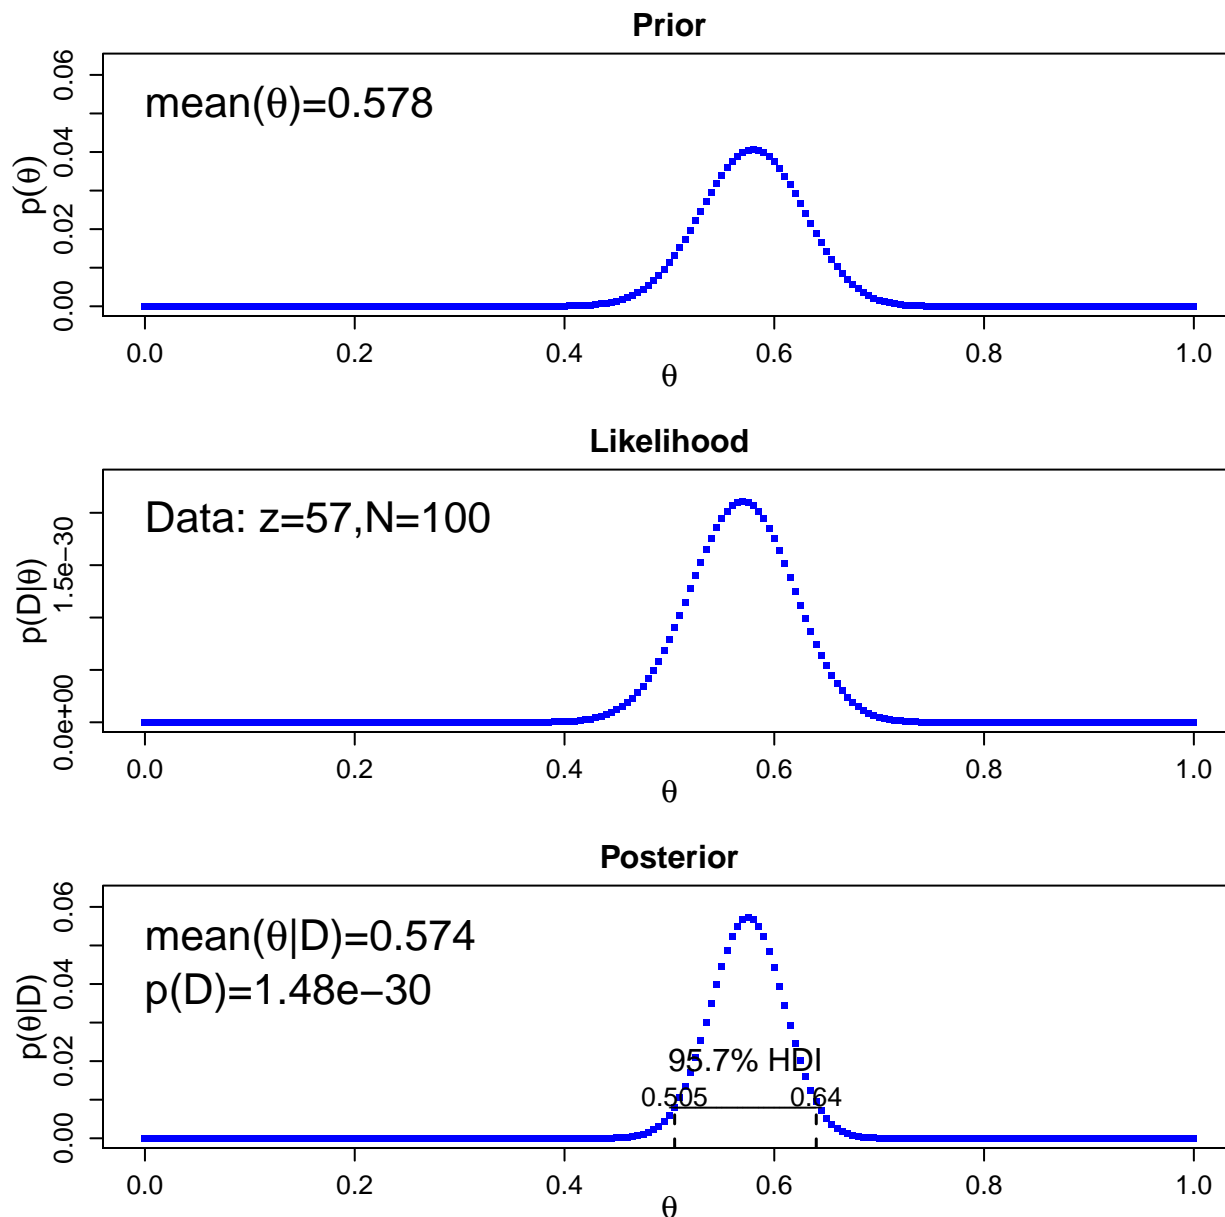 Prior
mean(θ)=0.578
p(θ)
0.00 0.02 0.04 0.06
0.0 0.2 0.4 0.6 0.8 1.0
θ
Likelihood
Data: z=57,N=100
p(D|θ)
0.0e+00 1.5e−30
0.0 0.2 0.4 0.6 0.8 1.0
θ
Posterior
mean(θ|D)=0.574
p(D)=1.48e−30
p(θ|D)
0.00 0.02 0.04 0.06
95.7% HDI
0.505 0.64
0.0 0.2 0.4 0.6 0.8 1.0
θ